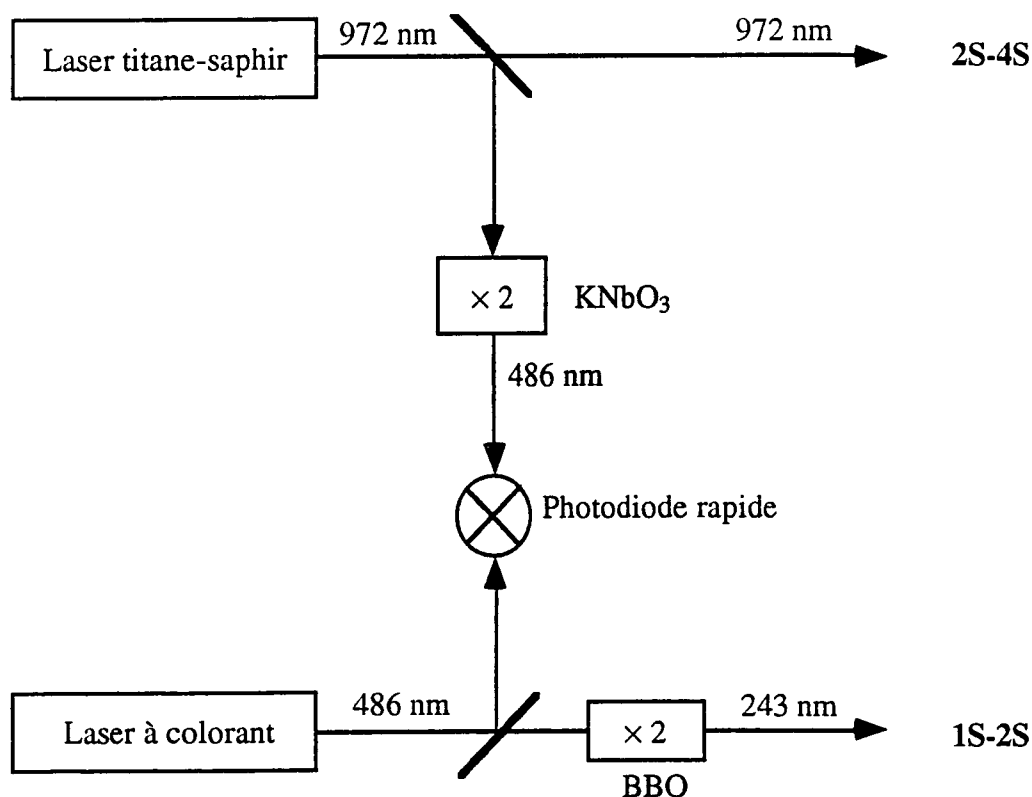 Laser titane-saphir
972 nm
972 nm
2S-4S
× 2
KNbO₃
486 nm
Photodiode rapide
Laser à colorant
486 nm
× 2
BBO
243 nm
1S-2S